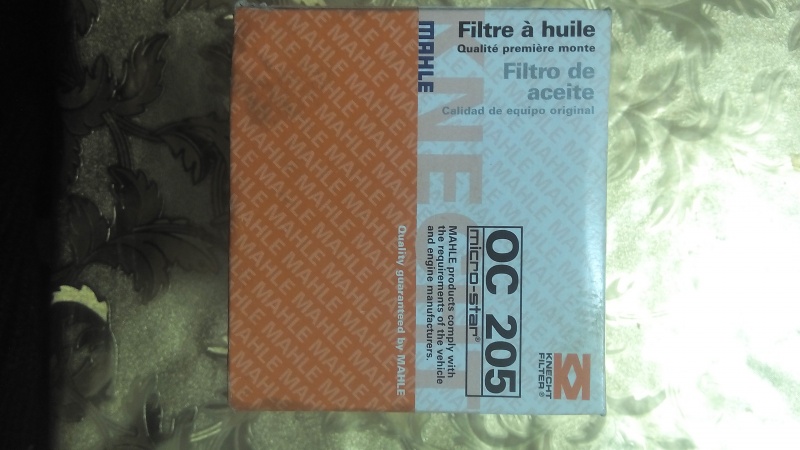 Filtre à huile
Qualité première monte
Filtro de
aceite
Calidad de equipo original
MAHLE
KNECHT
OC 205
micro-star®
MAHLE products comply with
the requirements of the vehicle
and engine manufacturers.
KNECHT
FILTER®
Quality guaranteed by MAHLE